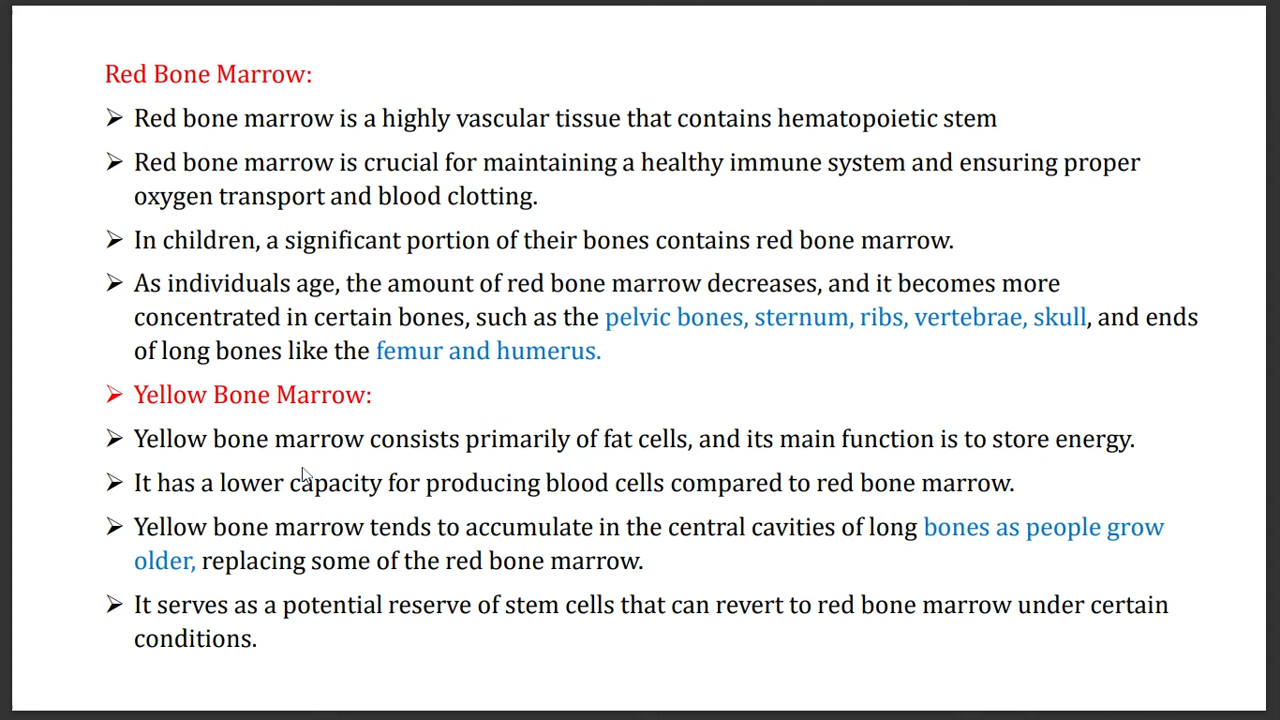 Red Bone Marrow:
➢ Red bone marrow is a highly vascular tissue that contains hematopoietic stem
➢ Red bone marrow is crucial for maintaining a healthy immune system and ensuring proper
oxygen transport and blood clotting.
➢ In children, a significant portion of their bones contains red bone marrow.
➢ As individuals age, the amount of red bone marrow decreases, and it becomes more
concentrated in certain bones, such as the pelvic bones, sternum, ribs, vertebrae, skull, and ends
of long bones like the femur and humerus.
➢ Yellow Bone Marrow:
➢ Yellow bone marrow consists primarily of fat cells, and its main function is to store energy.
➢ It has a lower capacity for producing blood cells compared to red bone marrow.
➢ Yellow bone marrow tends to accumulate in the central cavities of long bones as people grow
older, replacing some of the red bone marrow.
➢ It serves as a potential reserve of stem cells that can revert to red bone marrow under certain
conditions.